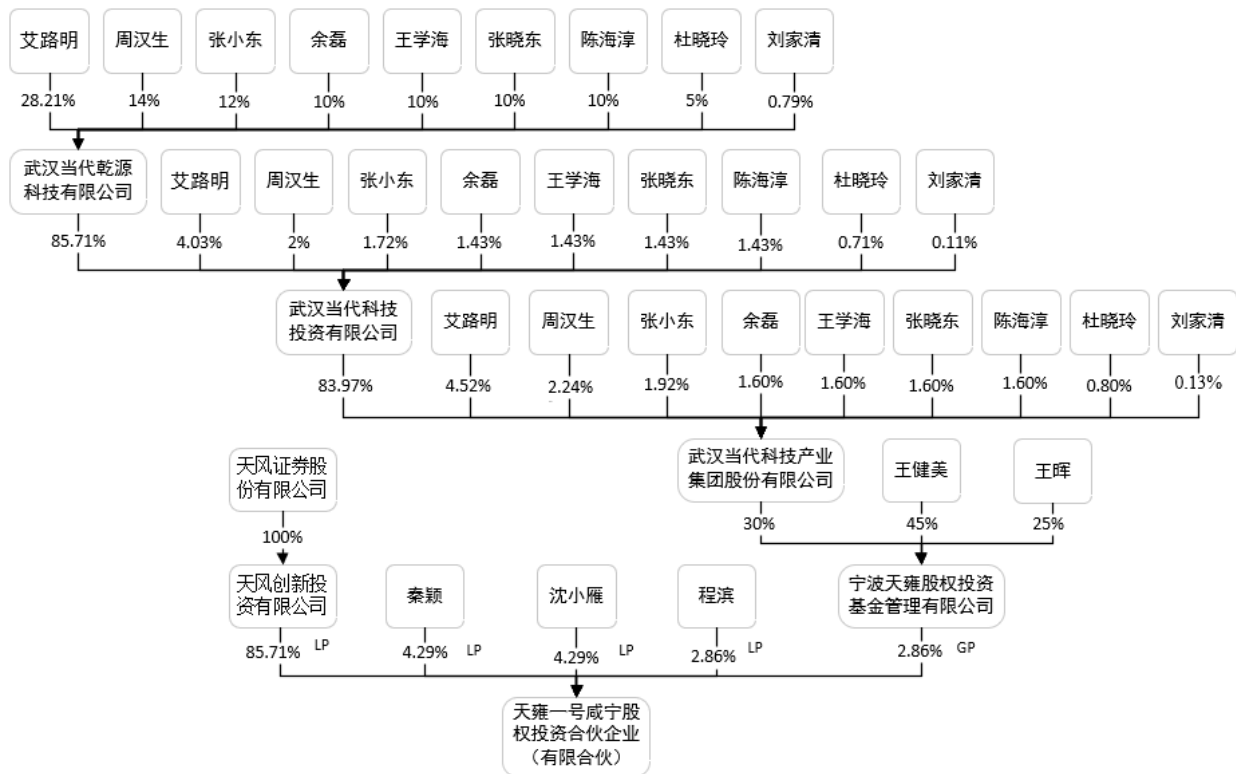 艾路明
周汉生
张小东
余磊
王学海
张晓东
陈海淳
杜晓玲
刘家清
28.21%
14%
12%
10%
10%
10%
10%
5%
0.79%
武汉当代乾源
科技有限公司
艾路明
周汉生
张小东
余磊
王学海
张晓东
陈海淳
杜晓玲
刘家清
85.71%
4.03%
2%
1.72%
1.43%
1.43%
1.43%
1.43%
0.71%
0.11%
武汉当代科技
投资有限公司
艾路明
周汉生
张小东
余磊
王学海
张晓东
陈海淳
杜晓玲
刘家清
83.97%
4.52%
2.24%
1.92%
1.60%
1.60%
1.60%
1.60%
0.80%
0.13%
天风证券股
份有限公司
武汉当代科技产业
集团股份有限公司
王健美
王晖
100%
30%
45%
25%
天风创新投
资有限公司
秦颖
沈小雁
程滨
宁波天雍股权投资
基金管理有限公司
85.71% LP
4.29% LP
4.29% LP
2.86% LP
2.86% GP
天雍一号咸宁股
权投资合伙企业
（有限合伙）